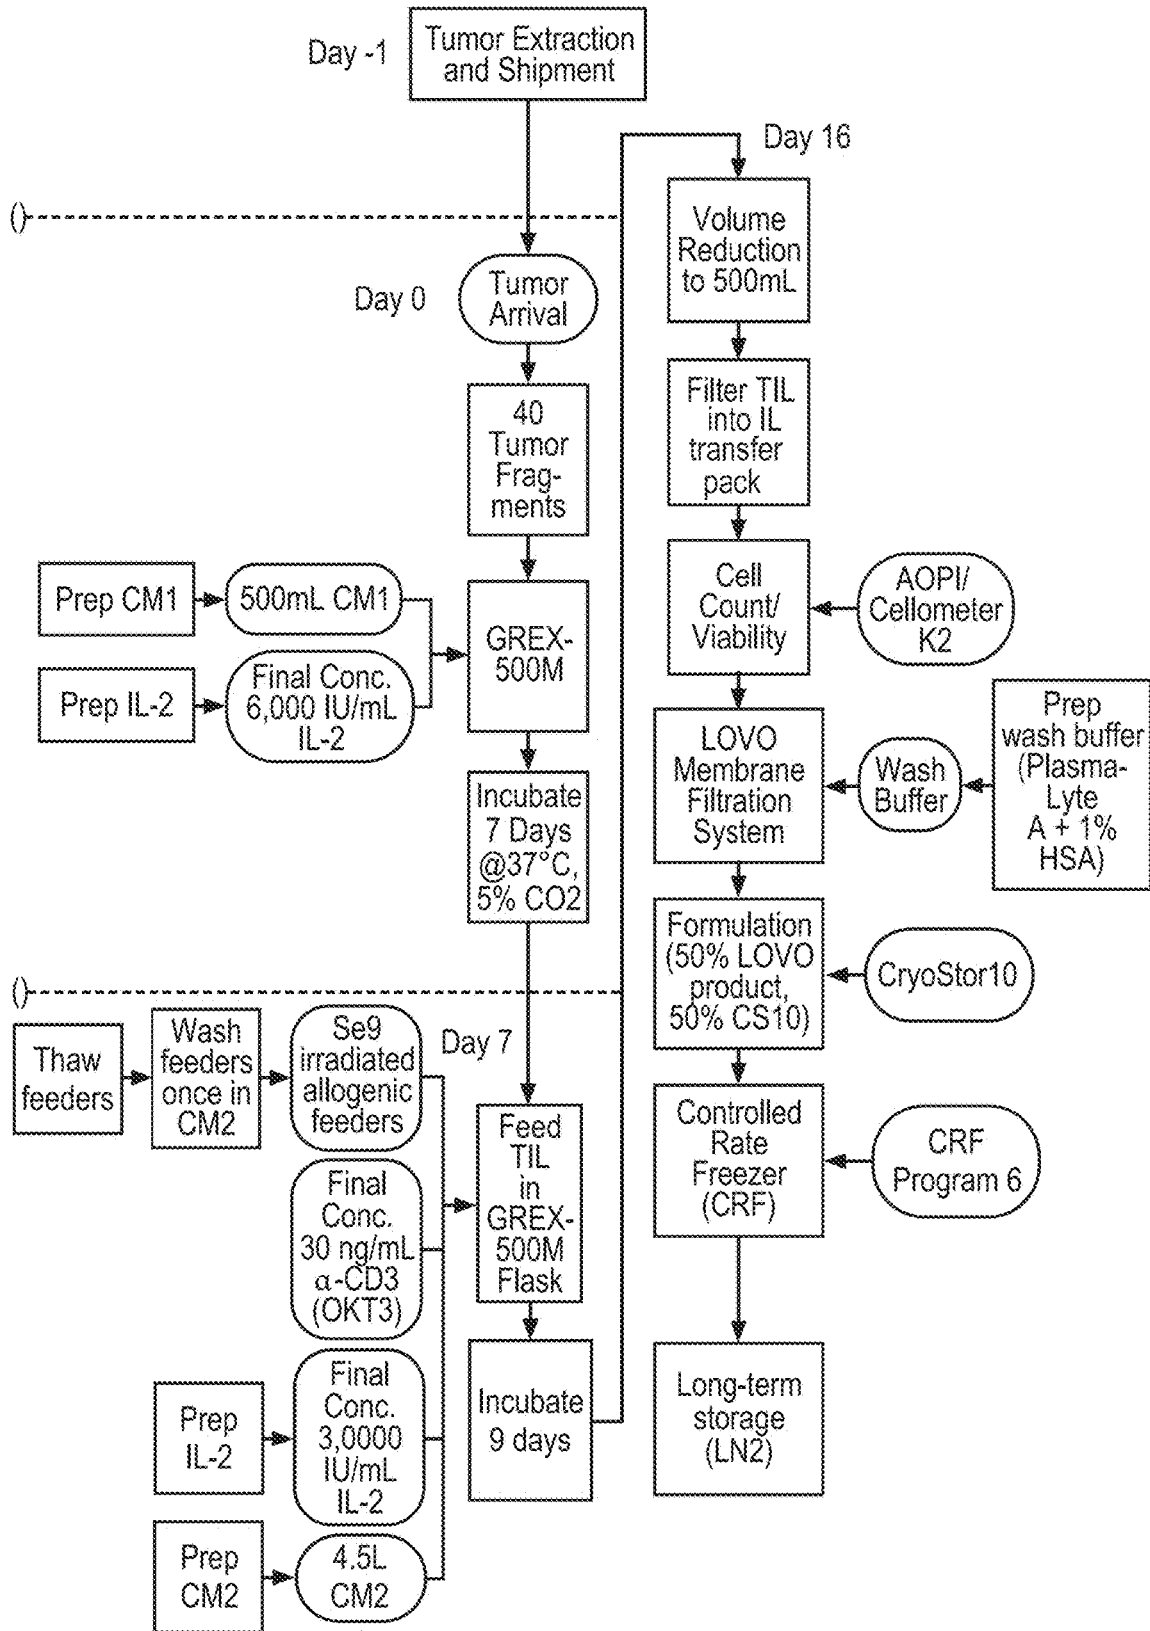 Day -1
Tumor Extraction
and Shipment
()
Day 0
Tumor
Arrival
40
Tumor
Frag-
ments
Prep CM1
500mL CM1
Prep IL-2
Final Conc.
6,000 IU/mL
IL-2
GREX-
500M
Incubate
7 Days
@37°C,
5% CO2
()
Day 7
Thaw
feeders
Wash
feeders
once in
CM2
Se9
irradiated
allogenic
feeders
Final
Conc.
30 ng/mL
α-CD3
(OKT3)
Prep
IL-2
Final
Conc.
3,0000
IU/mL
IL-2
Prep
CM2
4.5L
CM2
Feed
TIL
in
GREX-
500M
Flask
Incubate
9 days
Day 16
Volume
Reduction
to 500mL
Filter TIL
into IL
transfer
pack
Cell
Count/
Viability
AOPI/
Cellometer
K2
LOVO
Membrane
Filtration
System
Wash
Buffer
Prep
wash buffer
(Plasma-
Lyte
A + 1%
HSA)
Formulation
(50% LOVO
product,
50% CS10)
CryoStor10
Controlled
Rate
Freezer
(CRF)
CRF
Program 6
Long-term
storage
(LN2)